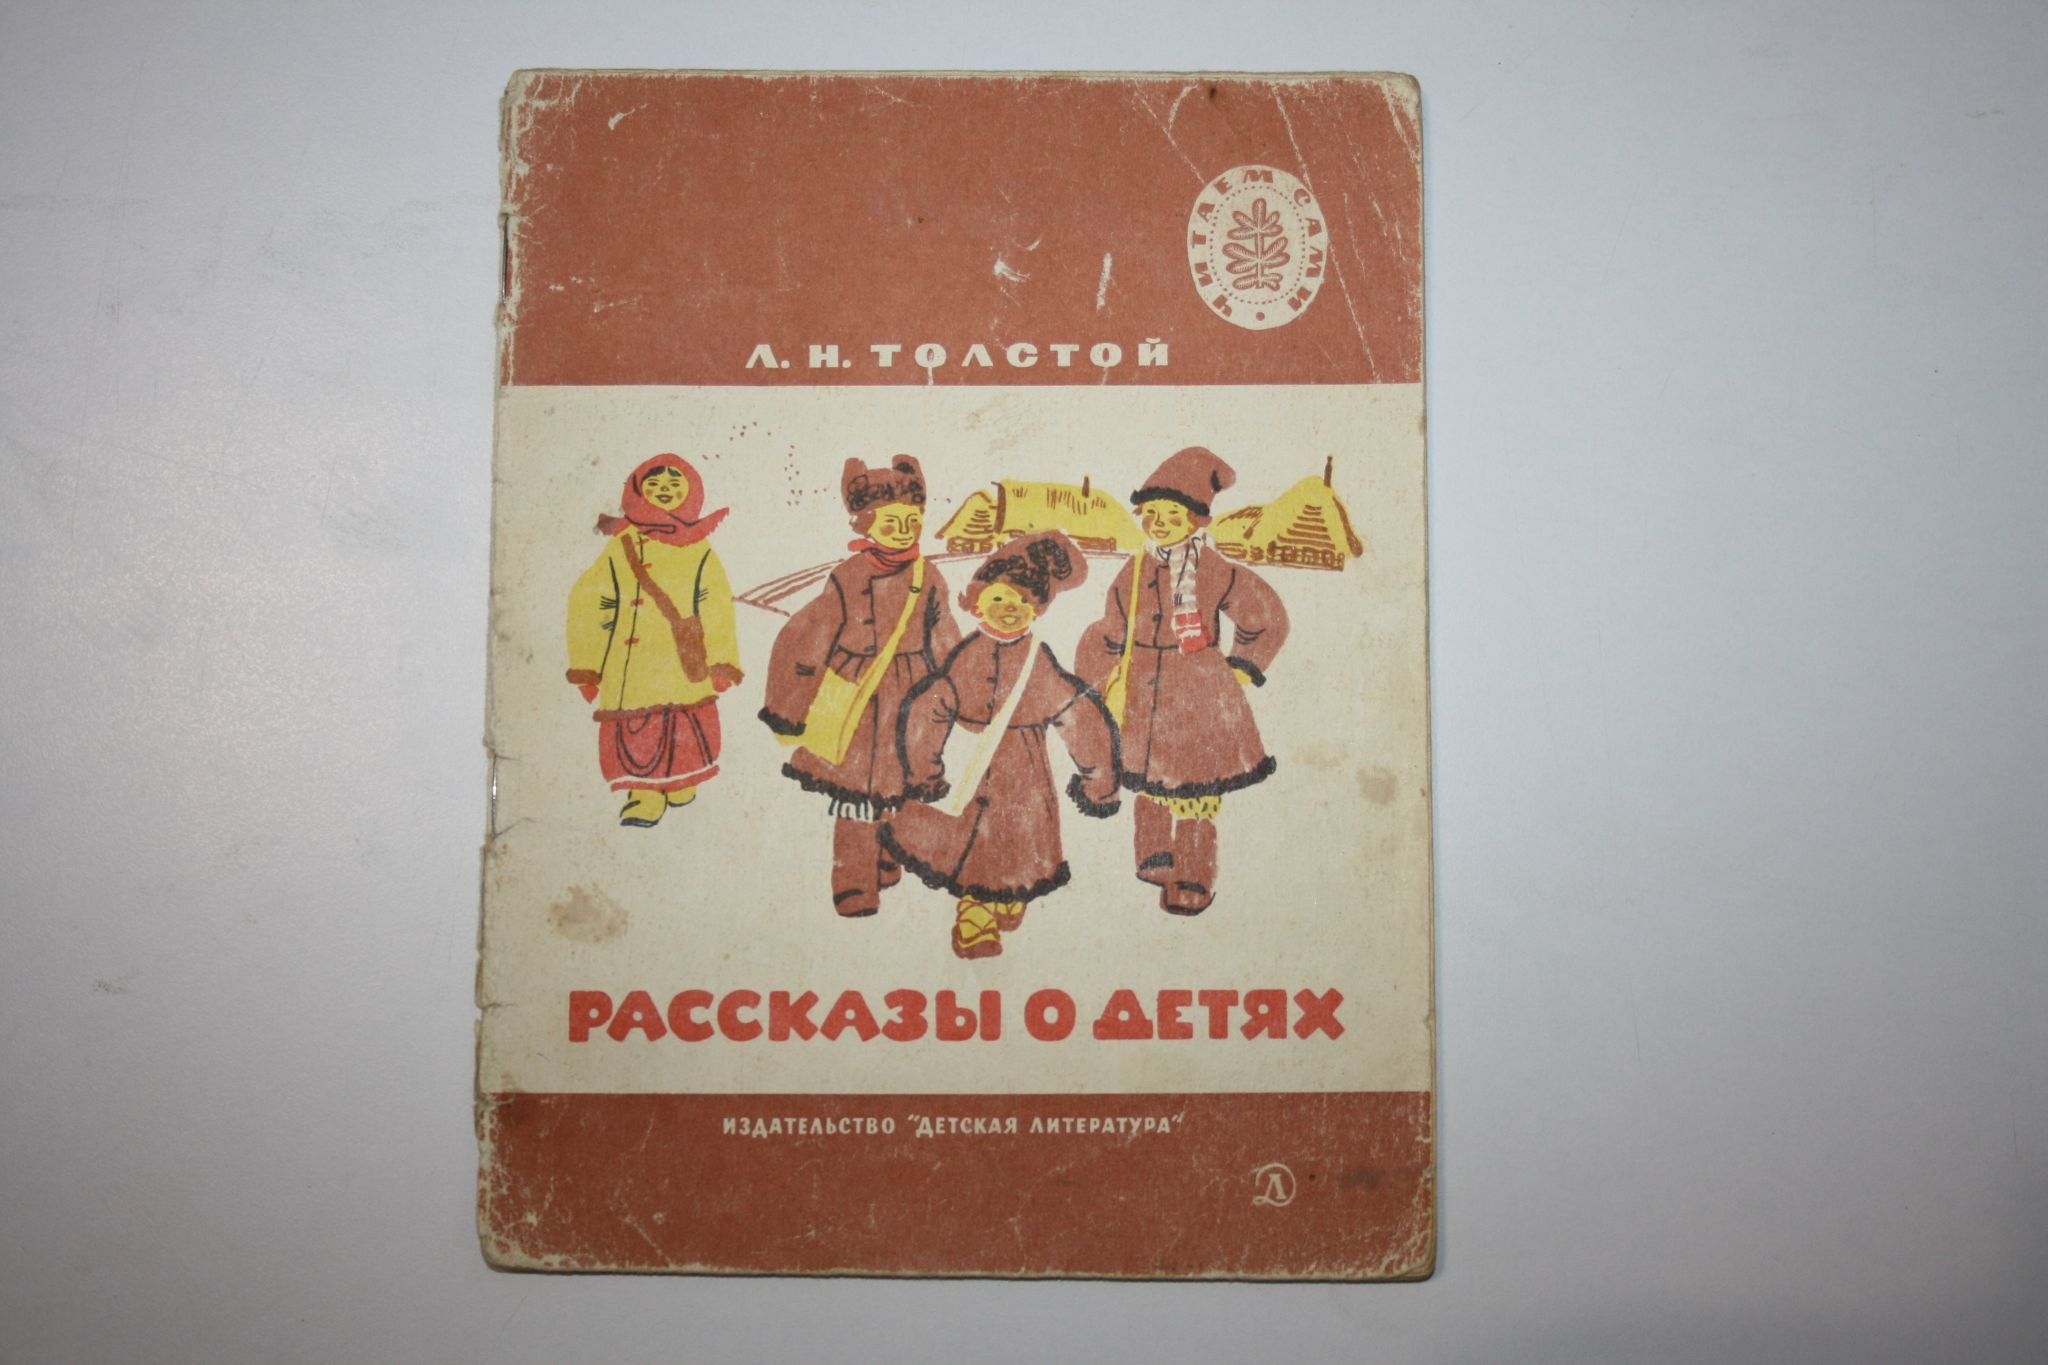 ЧИТАЕМ САМИ
Л. Н. ТОЛСТОЙ
РАССКАЗЫ О ДЕТЯХ
ИЗДАТЕЛЬСТВО "ДЕТСКАЯ ЛИТЕРАТУРА"